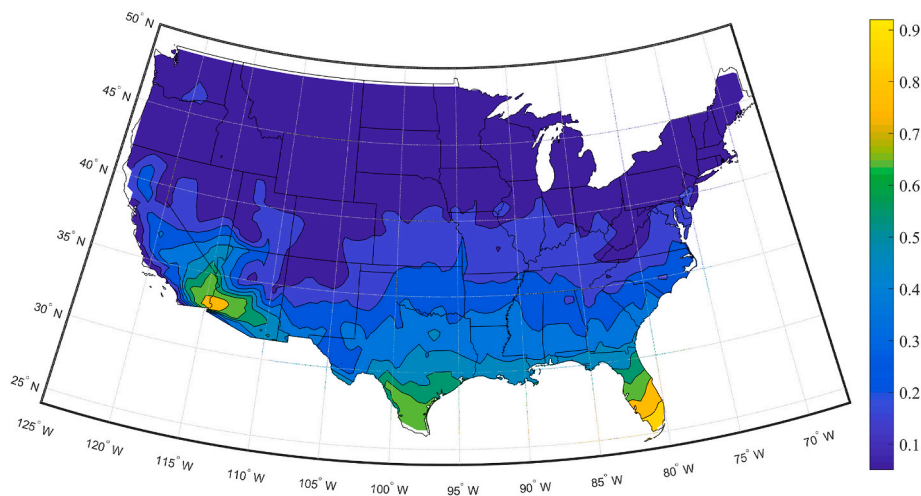 50° N
45° N
40° N
35° N
30° N
25° N
125° W
120° W
115° W
110° W
105° W
100° W
95° W
90° W
85° W
80° W
75° W
70° W
0.9
0.8
0.7
0.6
0.5
0.4
0.3
0.2
0.1